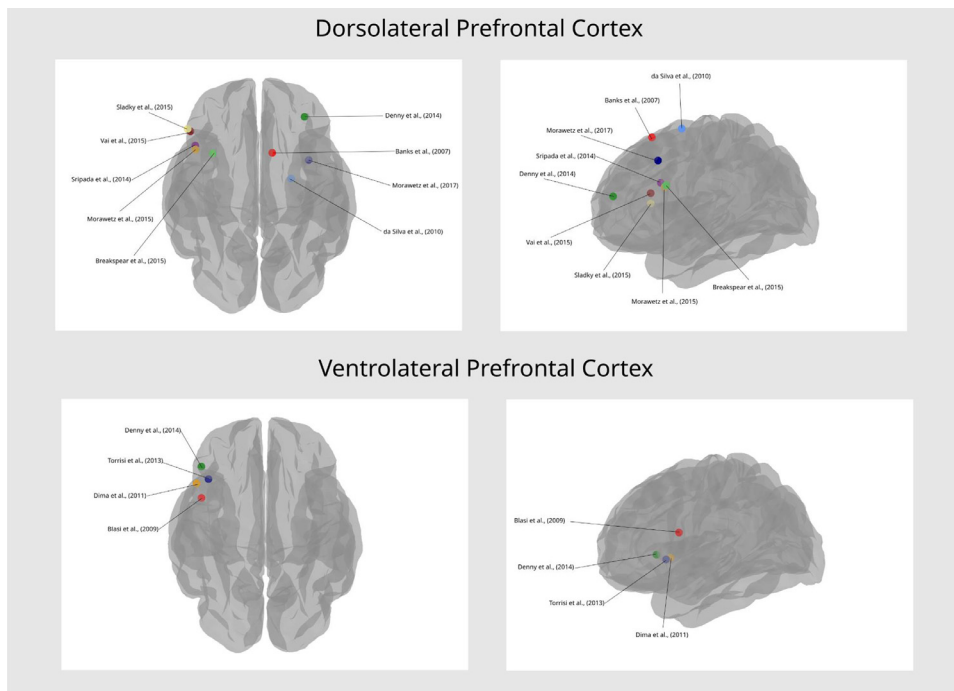 Dorsolateral Prefrontal Cortex
Sladky et al., (2015)
Vai et al., (2015)
Sripada et al., (2014)
Morawetz et al., (2015)
Breakspear et al., (2015)
Denny et al., (2014)
Banks et al., (2007)
Morawetz et al., (2017)
da Silva et al., (2010)
da Silva et al., (2010)
Banks et al., (2007)
Morawetz et al., (2017)
Sripada et al., (2014)
Denny et al., (2014)
Vai et al., (2015)
Sladky et al., (2015)
Morawetz et al., (2015)
Breakspear et al., (2015)
Ventrolateral Prefrontal Cortex
Denny et al., (2014)
Torrisi et al., (2013)
Dima et al., (2011)
Blasi et al., (2009)
Blasi et al., (2009)
Denny et al., (2014)
Torrisi et al., (2013)
Dima et al., (2011)